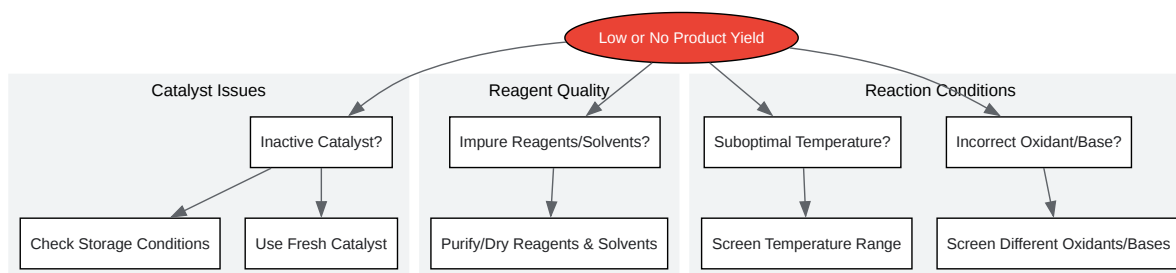 Low or No Product Yield
Catalyst Issues
Reagent Quality
Reaction Conditions
Inactive Catalyst?
Impure Reagents/Solvents?
Suboptimal Temperature?
Incorrect Oxidant/Base?
Check Storage Conditions
Use Fresh Catalyst
Purify/Dry Reagents & Solvents
Screen Temperature Range
Screen Different Oxidants/Bases